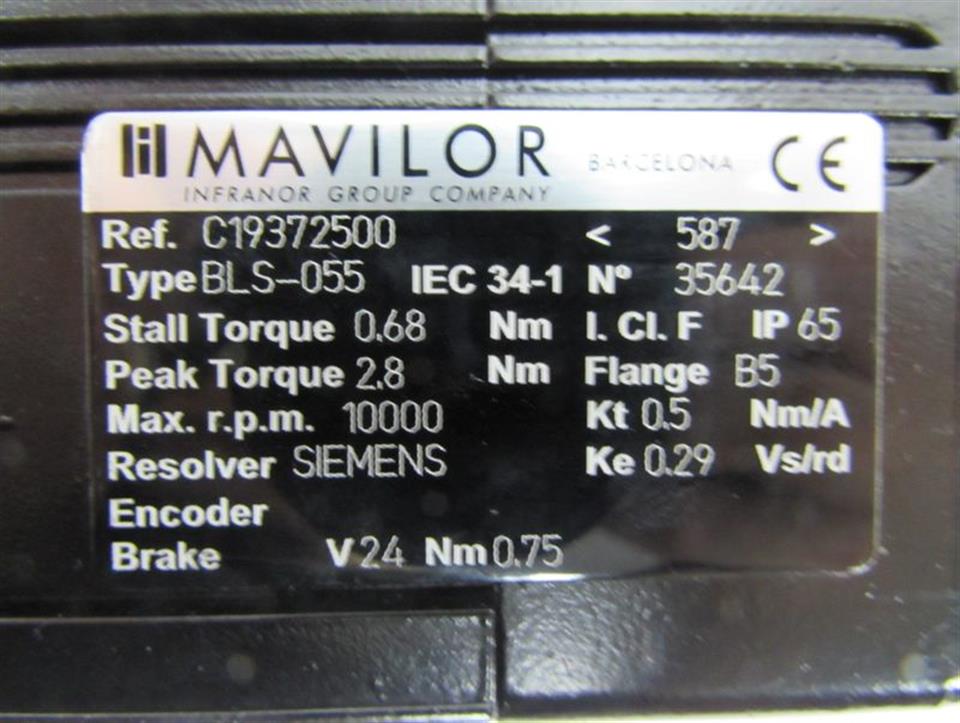 MAVILOR BARCELONA CE
INFRANOR GROUP COMPANY
Ref. C19372500 < 587 >
Type BLS-055 IEC 34-1 Nº 35642
Stall Torque 0.68 Nm I. Cl. F IP 65
Peak Torque 2.8 Nm Flange B5
Max. r.p.m. 10000 Kt 0.5 Nm/A
Resolver SIEMENS Ke 0.29 Vs/rd
Encoder
Brake V 24 Nm 0.75